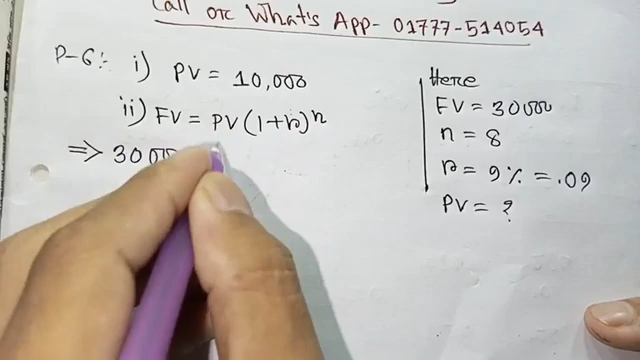 Call or What's App- 01777-514054
P-6:- i) PV = 10,000
ii) FV = PV(1+r)ⁿ
⇒ 30000
Here
FV = 30000
n = 8
r = 9% = .09
PV = ?